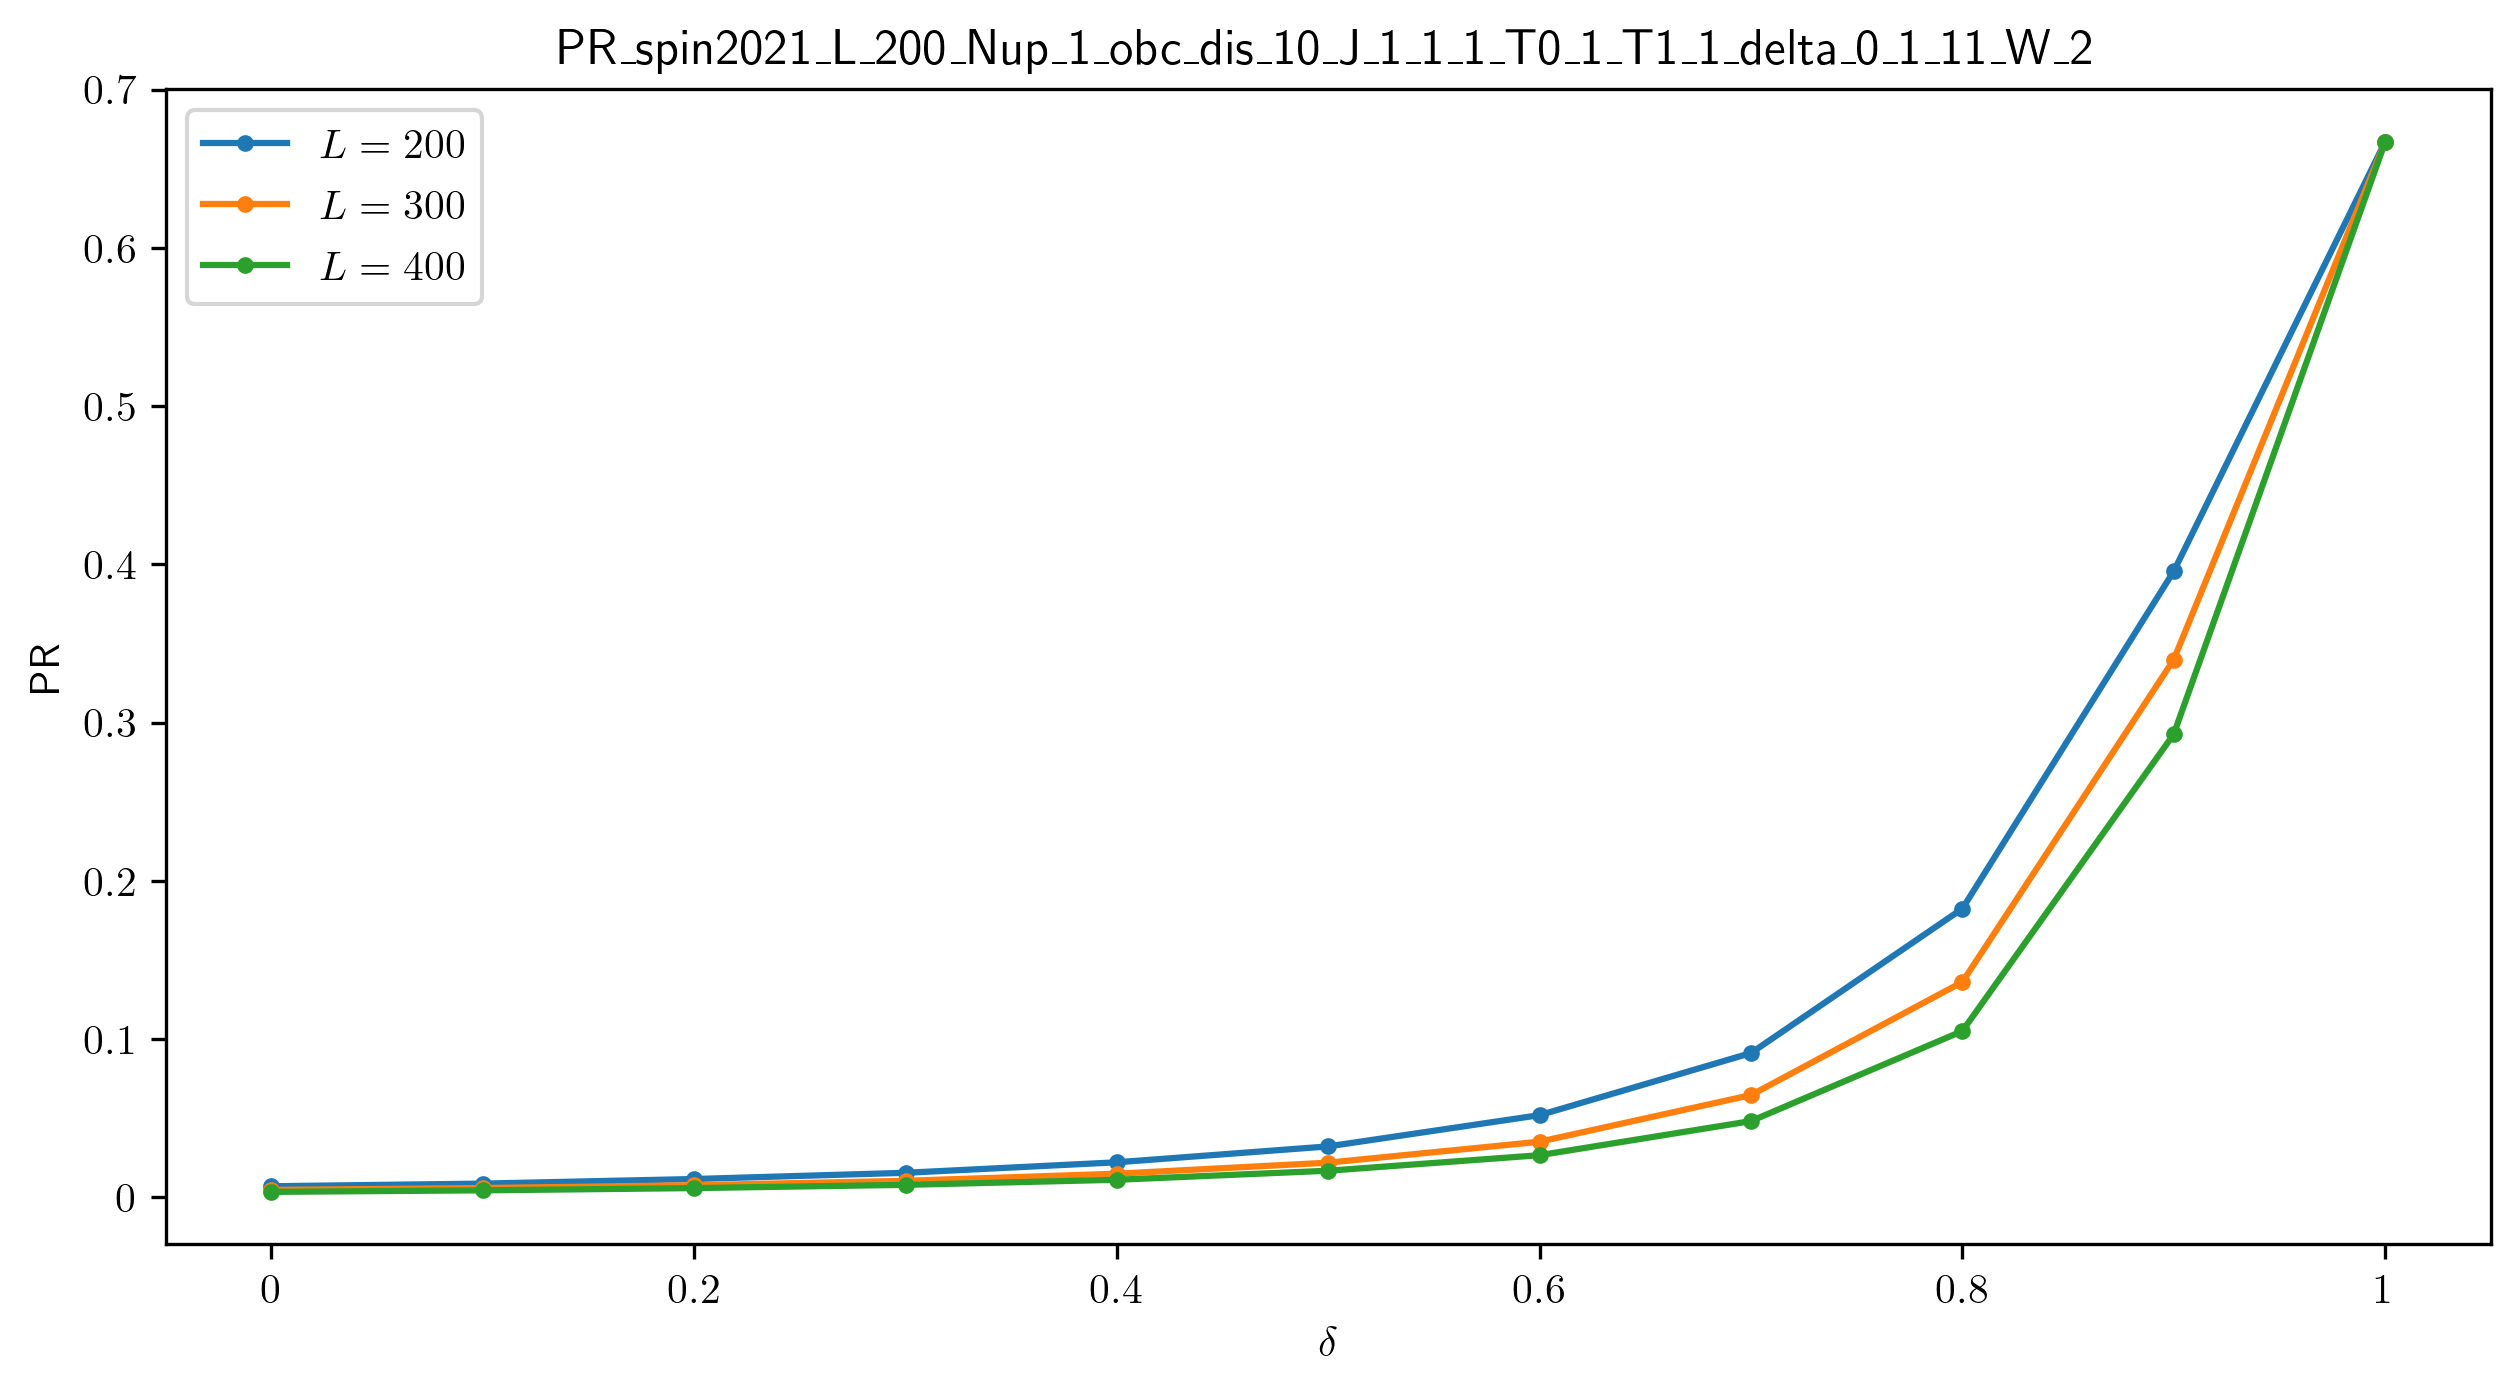 PR_spin2021_L_200_Nup_1_obc_dis_10_J_1_1_1_T0_1_T1_1_delta_0_1_11_W_2
L = 200
L = 300
L = 400
0.7
0.6
0.5
0.4
0.3
0.2
0.1
0
PR
0 0.2 0.4 0.6 0.8 1
δ